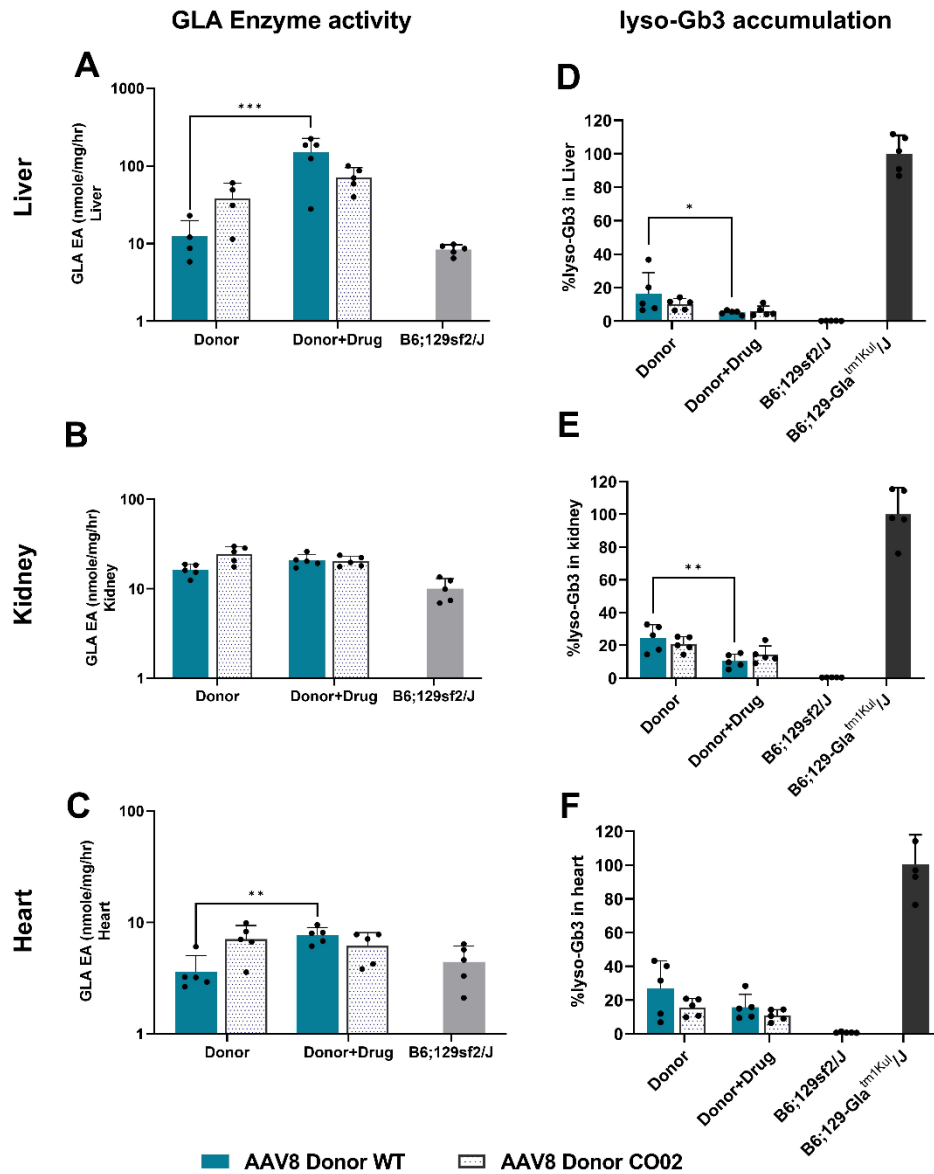 GLA Enzyme activity
lyso-Gb3 accumulation
Liver
A
GLA EA (nmole/mg/hr)
Liver
1000
100
10
1
***
Donor
Donor+Drug
B6;129sf2/J
D
%lyso-Gb3 in Liver
120
100
80
60
40
20
0
*
Donor
Donor+Drug
B6;129sf2/J
B6;129-Gla^tm1Kul/J
Kidney
B
GLA EA (nmole/mg/hr)
Kidney
100
10
1
Donor
Donor+Drug
B6;129sf2/J
E
%lyso-Gb3 in kidney
120
100
80
60
40
20
0
**
Donor
Donor+Drug
B6;129sf2/J
B6;129-Gla^tm1Kul/J
Heart
C
GLA EA (nmole/mg/hr)
Heart
100
10
1
**
Donor
Donor+Drug
B6;129sf2/J
F
%lyso-Gb3 in heart
120
100
80
60
40
20
0
Donor
Donor+Drug
B6;129sf2/J
B6;129-Gla^tm1Kul/J
AAV8 Donor WT
AAV8 Donor CO02